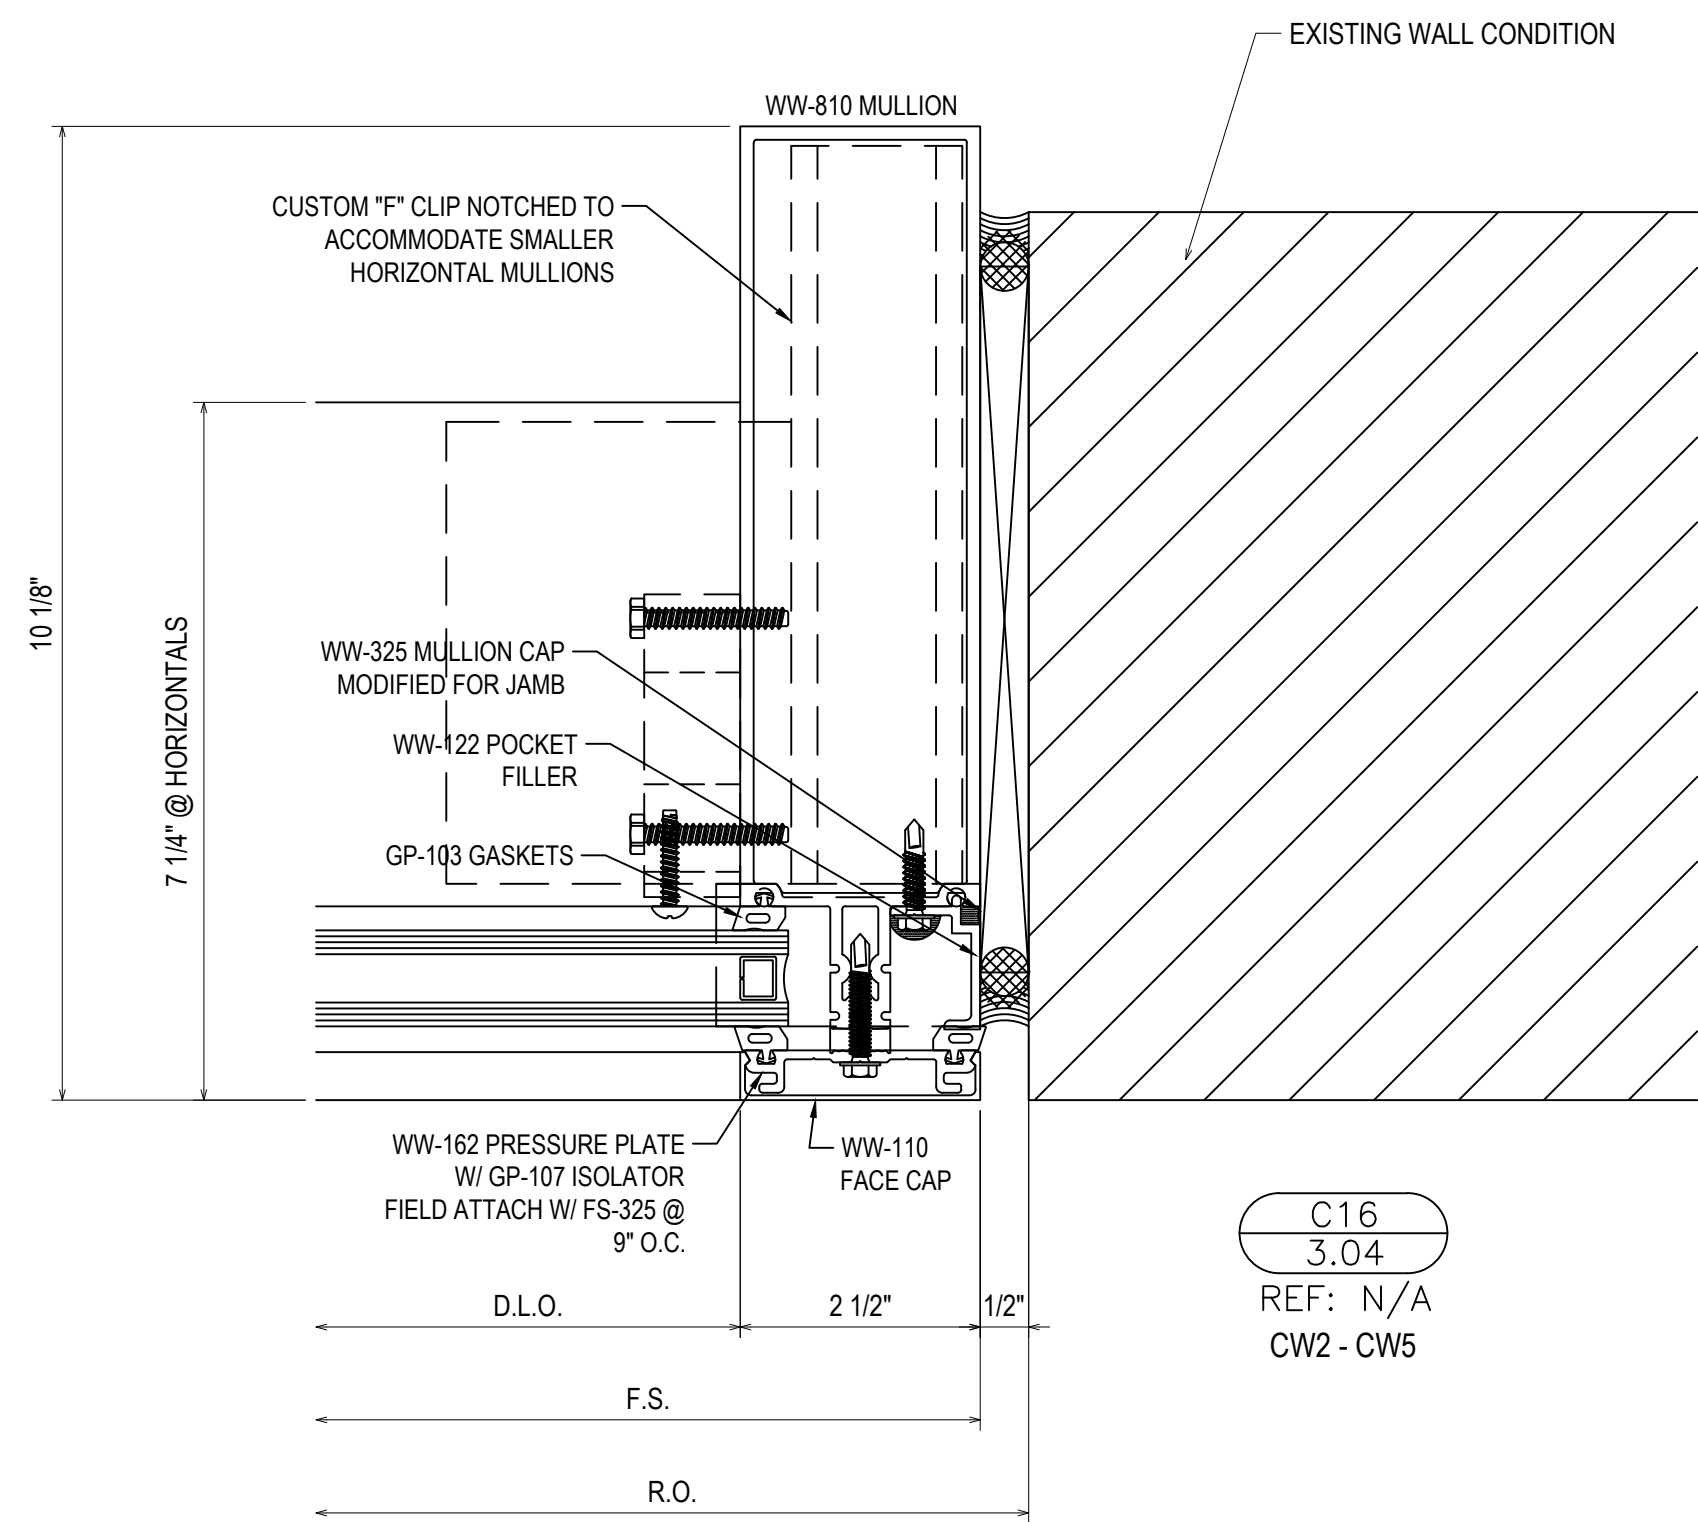 EXISTING WALL CONDITION
WW-810 MULLION
CUSTOM "F" CLIP NOTCHED TO
ACCOMMODATE SMALLER
HORIZONTAL MULLIONS
10 1/8"
7 1/4" @ HORIZONTALS
WW-325 MULLION CAP
MODIFIED FOR JAMB
WW-122 POCKET
FILLER
GP-103 GASKETS
WW-162 PRESSURE PLATE
W/ GP-107 ISOLATOR
FIELD ATTACH W/ FS-325 @
9" O.C.
WW-110
FACE CAP
C16
3.04
REF: N/A
CW2 - CW5
D.L.O.
2 1/2"
1/2"
F.S.
R.O.